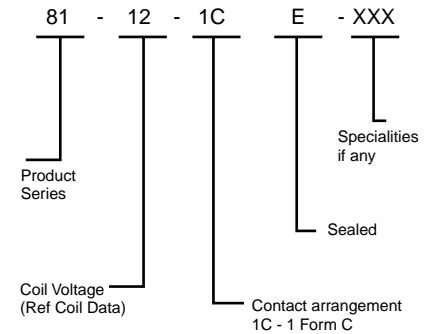 81 - 12 - 1C E - XXX
Specialities
if any
Product
Series
Sealed
Coil Voltage
(Ref Coil Data)
Contact arrangement
1C - 1 Form C